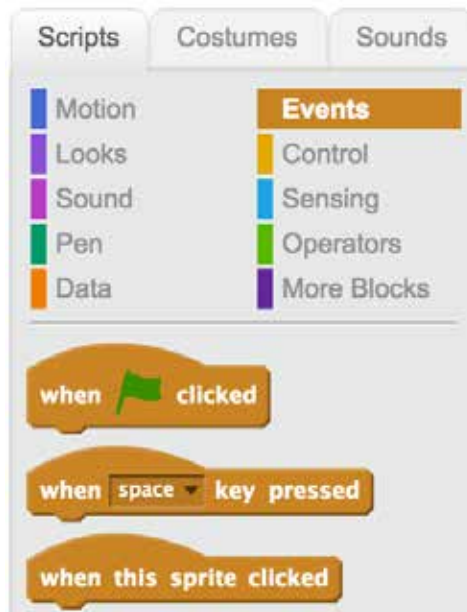 Scripts Costumes Sounds
Motion Events
Looks Control
Sound Sensing
Pen Operators
Data More Blocks
when clicked
when space key pressed
when this sprite clicked